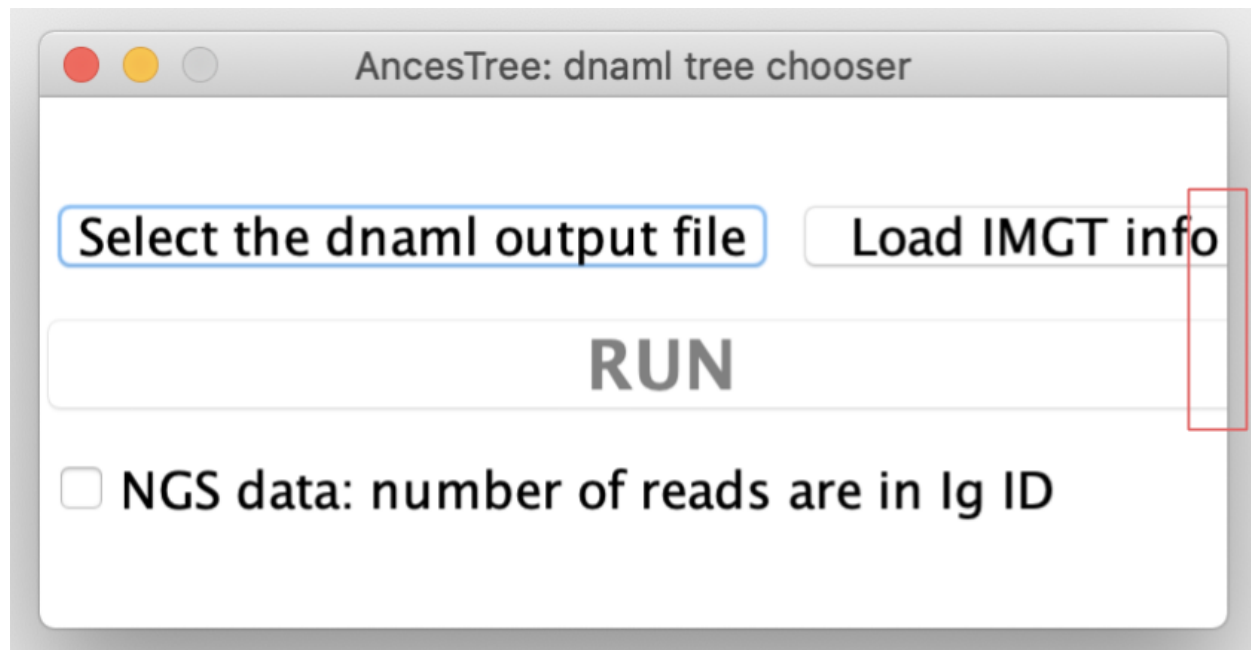 AncesTree: dnaml tree chooser
Select the dnaml output file Load IMGT info
RUN
NGS data: number of reads are in Ig ID